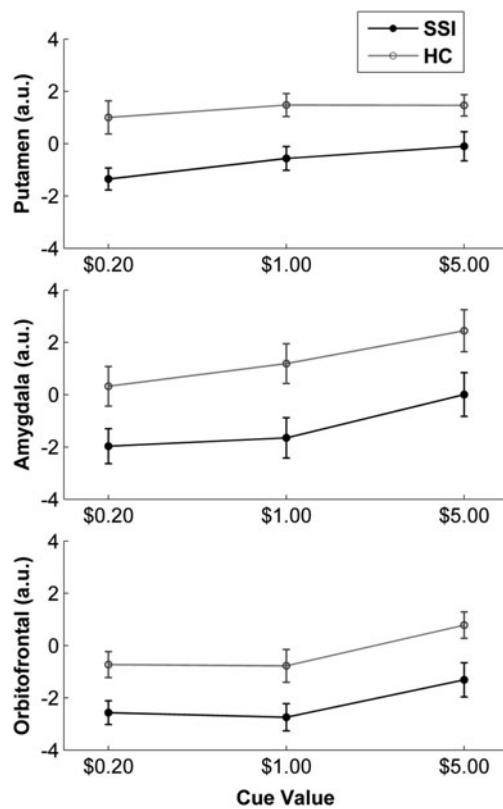 SSI
HC
Putamen (a.u.)
4
2
0
-2
-4
$0.20 $1.00 $5.00
Amygdala (a.u.)
4
2
0
-2
-4
$0.20 $1.00 $5.00
Orbitofrontal (a.u.)
4
2
0
-2
-4
$0.20 $1.00 $5.00
Cue Value